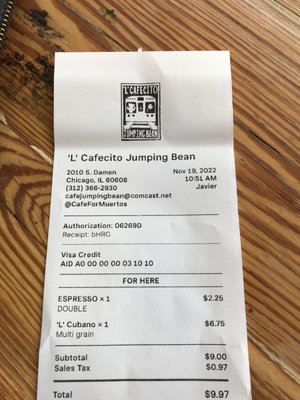 'L' CAFECITO
JUMPING BEAN
'L' Cafecito Jumping Bean
2010 S. Damen Nov 19, 2022
Chicago, IL 60608 10:51 AM
(312) 366-2930 Javier
cafejumpingbean@comcast.net
@CafeForMuertos
Authorization: 06269D
Receipt: bHRG
Visa Credit
AID A0 00 00 00 03 10 10
FOR HERE
ESPRESSO × 1 $2.25
DOUBLE
'L' Cubano × 1 $6.75
Multi grain
Subtotal $9.00
Sales Tax $0.97
Total $9.97